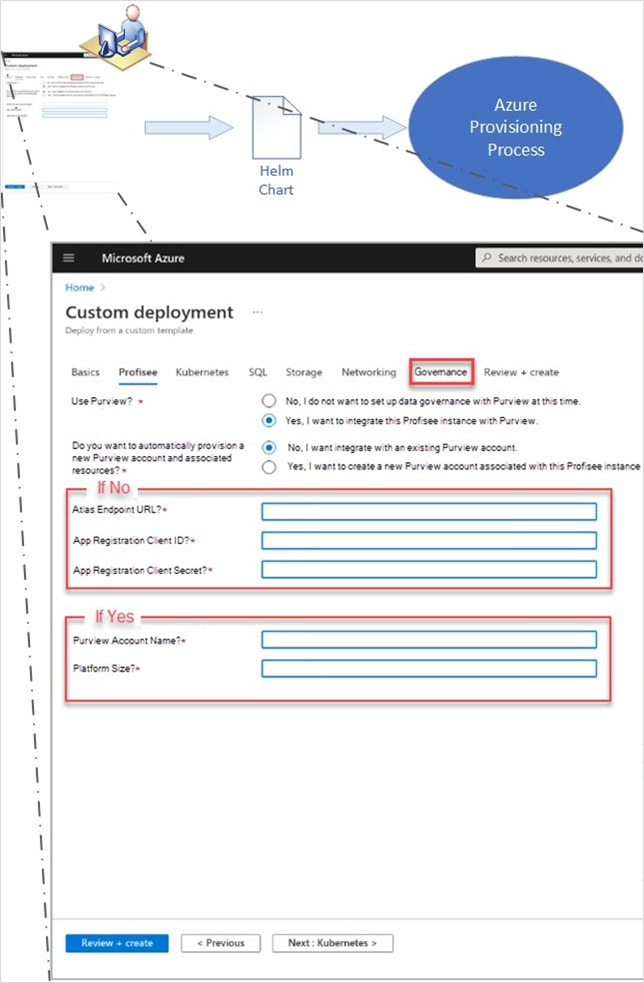 Custom deployment
Azure
Provisioning
Process
Helm
Chart
Microsoft Azure
Search resources, services, and do
Home >
Custom deployment ...
Deploy from a custom template
Basics Profisee Kubernetes SQL Storage Networking Governance Review + create
Use Purview? *
No, I do not want to set up data governance with Purview at this time.
Yes, I want to integrate this Profisee instance with Purview.
Do you want to automatically provision a
new Purview account and associated
resources? *
No, I want integrate with an existing Purview account.
Yes, I want to create a new Purview account associated with this Profisee instance
If No
Atlas Endpoint URL?*
App Registration Client ID?*
App Registration Client Secret?*
If Yes
Purview Account Name?*
Platform Size?*
Review + create
< Previous
Next : Kubernetes >